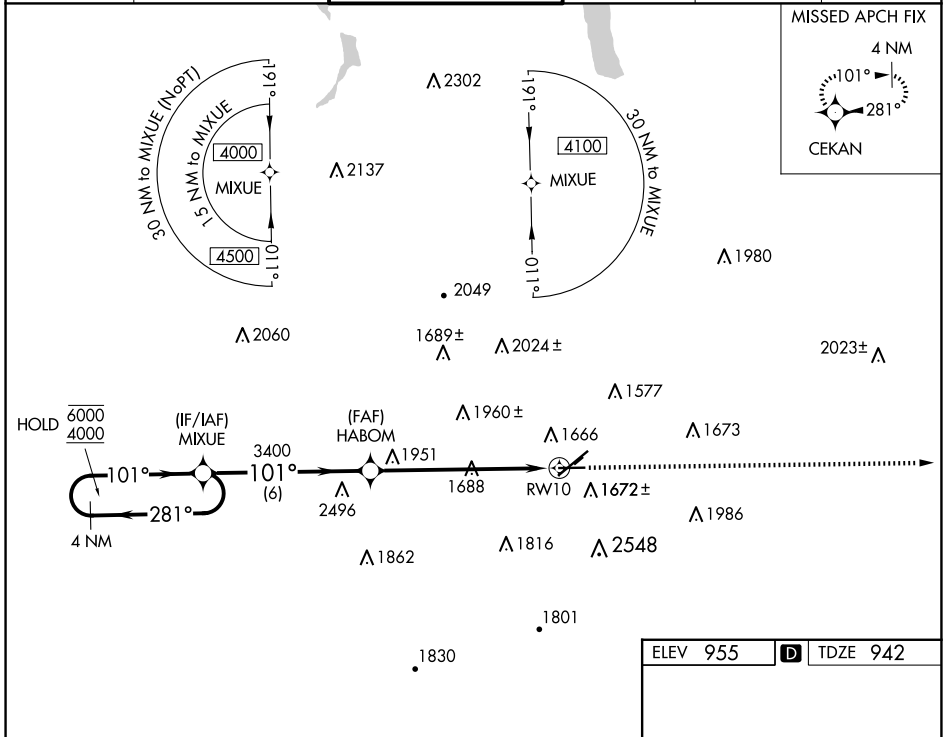 MISSED APCH FIX
4 NM
101°
281°
CEKAN
30 NM to MIXUE (NoPT)
15 NM to MIXUE
191°
4000
MIXUE
4500
011°
2302
2137
191°
4100
MIXUE
30 NM to MIXUE
011°
1980
2049
2060
1689±
2024±
2023±
1577
1960±
1666
1673
HOLD 6000
4000
(IF/IAF)
MIXUE
(FAF)
HABOM
101°
3400
101°
(6)
1951
1688
RW10
1672±
281°
4 NM
2496
1986
1862
1816
2548
1801
1830
ELEV 955 D TDZE 942